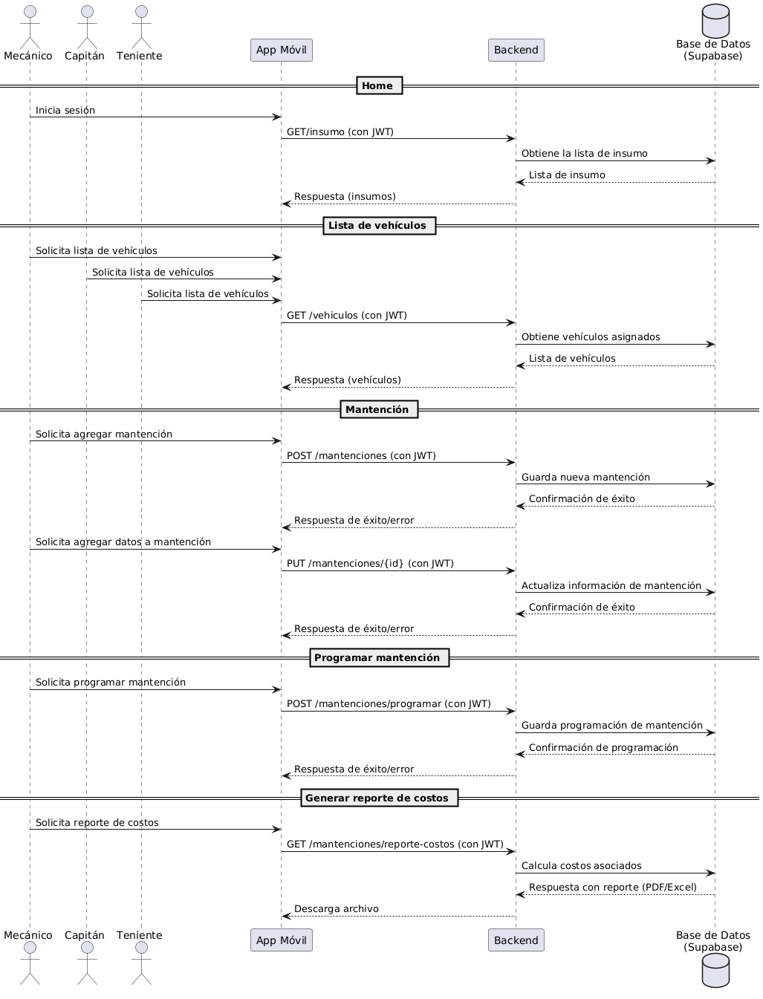 Mecánico
Capitán
Teniente
App Móvil
Backend
Base de Datos
(Supabase)
Home
Inicia sesión
GET/insumo (con JWT)
Obtiene la lista de insumo
Lista de insumo
Respuesta (insumos)
Lista de vehículos
Solicita lista de vehículos
Solicita lista de vehículos
Solicita lista de vehículos
GET /vehiculos (con JWT)
Obtiene vehículos asignados
Lista de vehículos
Respuesta (vehículos)
Mantención
Solicita agregar mantención
POST /mantenciones (con JWT)
Guarda nueva mantención
Confirmación de éxito
Respuesta de éxito/error
Solicita agregar datos a mantención
PUT /mantenciones/{id} (con JWT)
Actualiza información de mantención
Confirmación de éxito
Respuesta de éxito/error
Programar mantención
Solicita programar mantención
POST /mantenciones/programar (con JWT)
Guarda programación de mantención
Confirmación de programación
Respuesta de éxito/error
Generar reporte de costos
Solicita reporte de costos
GET /mantenciones/reporte-costos (con JWT)
Calcula costos asociados
Respuesta con reporte (PDF/Excel)
Descarga archivo
Mecánico
Capitán
Teniente
App Móvil
Backend
Base de Datos
(Supabase)